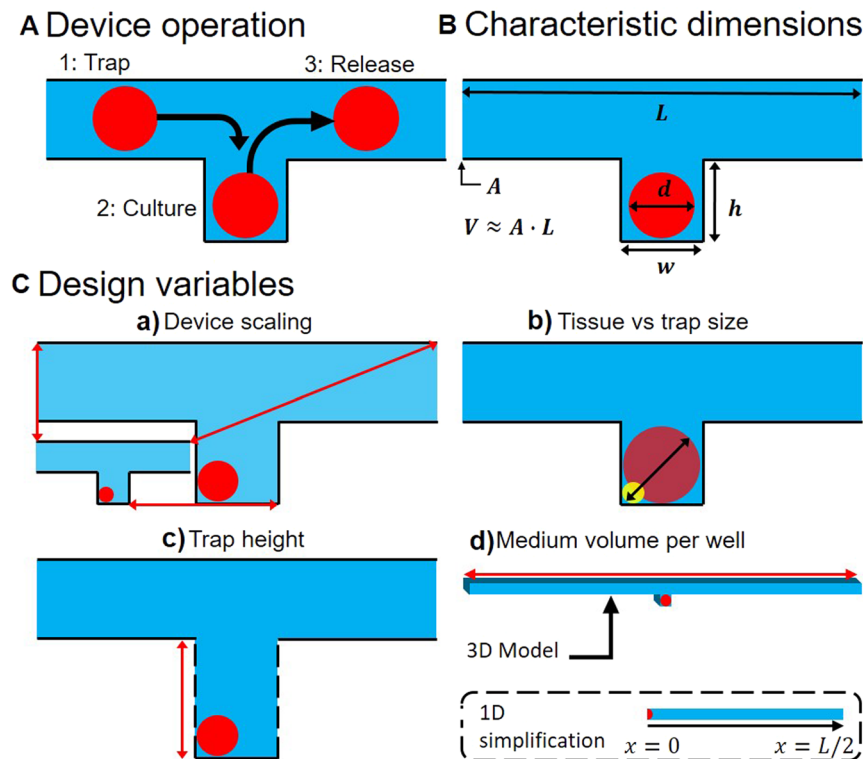 A Device operation
1: Trap
3: Release
2: Culture
B Characteristic dimensions
L
A
d
h
V ≈ A · L
w
C Design variables
a) Device scaling
b) Tissue vs trap size
c) Trap height
d) Medium volume per well
3D Model
1D
simplification
x = 0
x = L/2